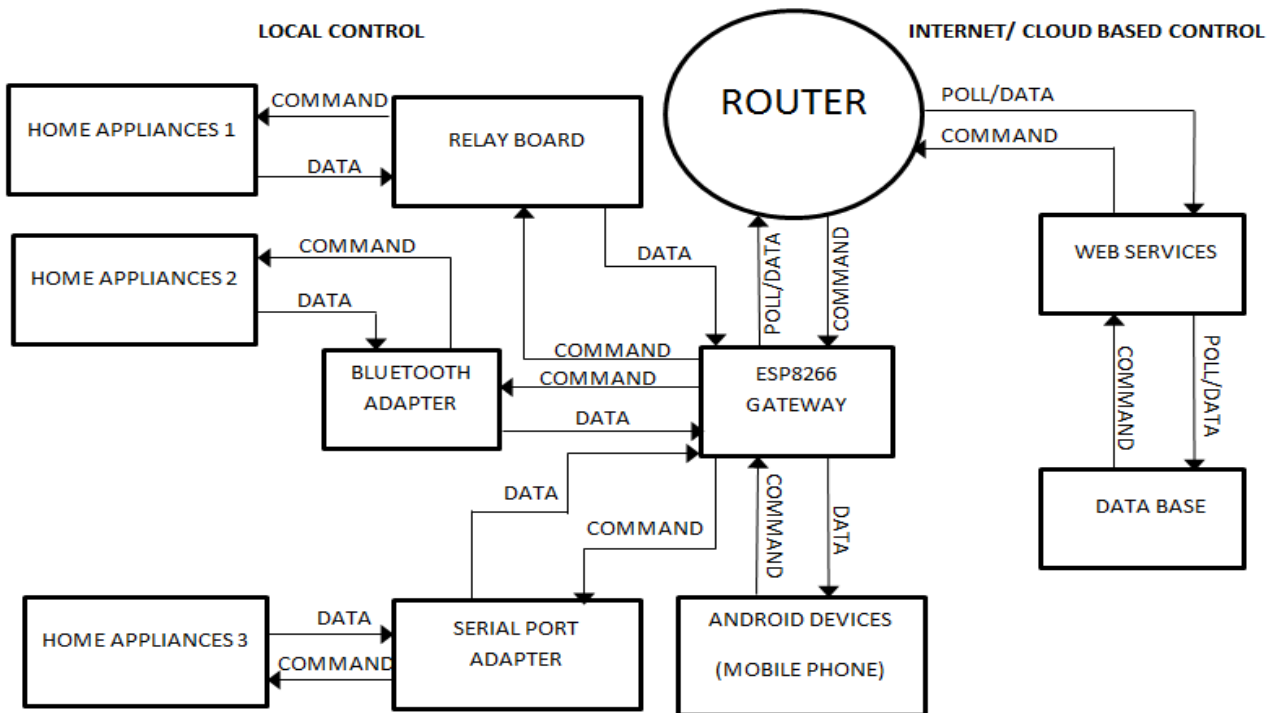 LOCAL CONTROL
INTERNET/ CLOUD BASED CONTROL
ROUTER
HOME APPLIANCES 1
COMMAND
DATA
RELAY BOARD
POLL/DATA
COMMAND
HOME APPLIANCES 2
COMMAND
DATA
DATA
POLL/DATA
COMMAND
WEB SERVICES
BLUETOOTH
ADAPTER
COMMAND
COMMAND
DATA
ESP8266
GATEWAY
COMMAND
POLL/DATA
DATA
COMMAND
COMMAND
DATA
DATA BASE
HOME APPLIANCES 3
DATA
COMMAND
SERIAL PORT
ADAPTER
ANDROID DEVICES
(MOBILE PHONE)